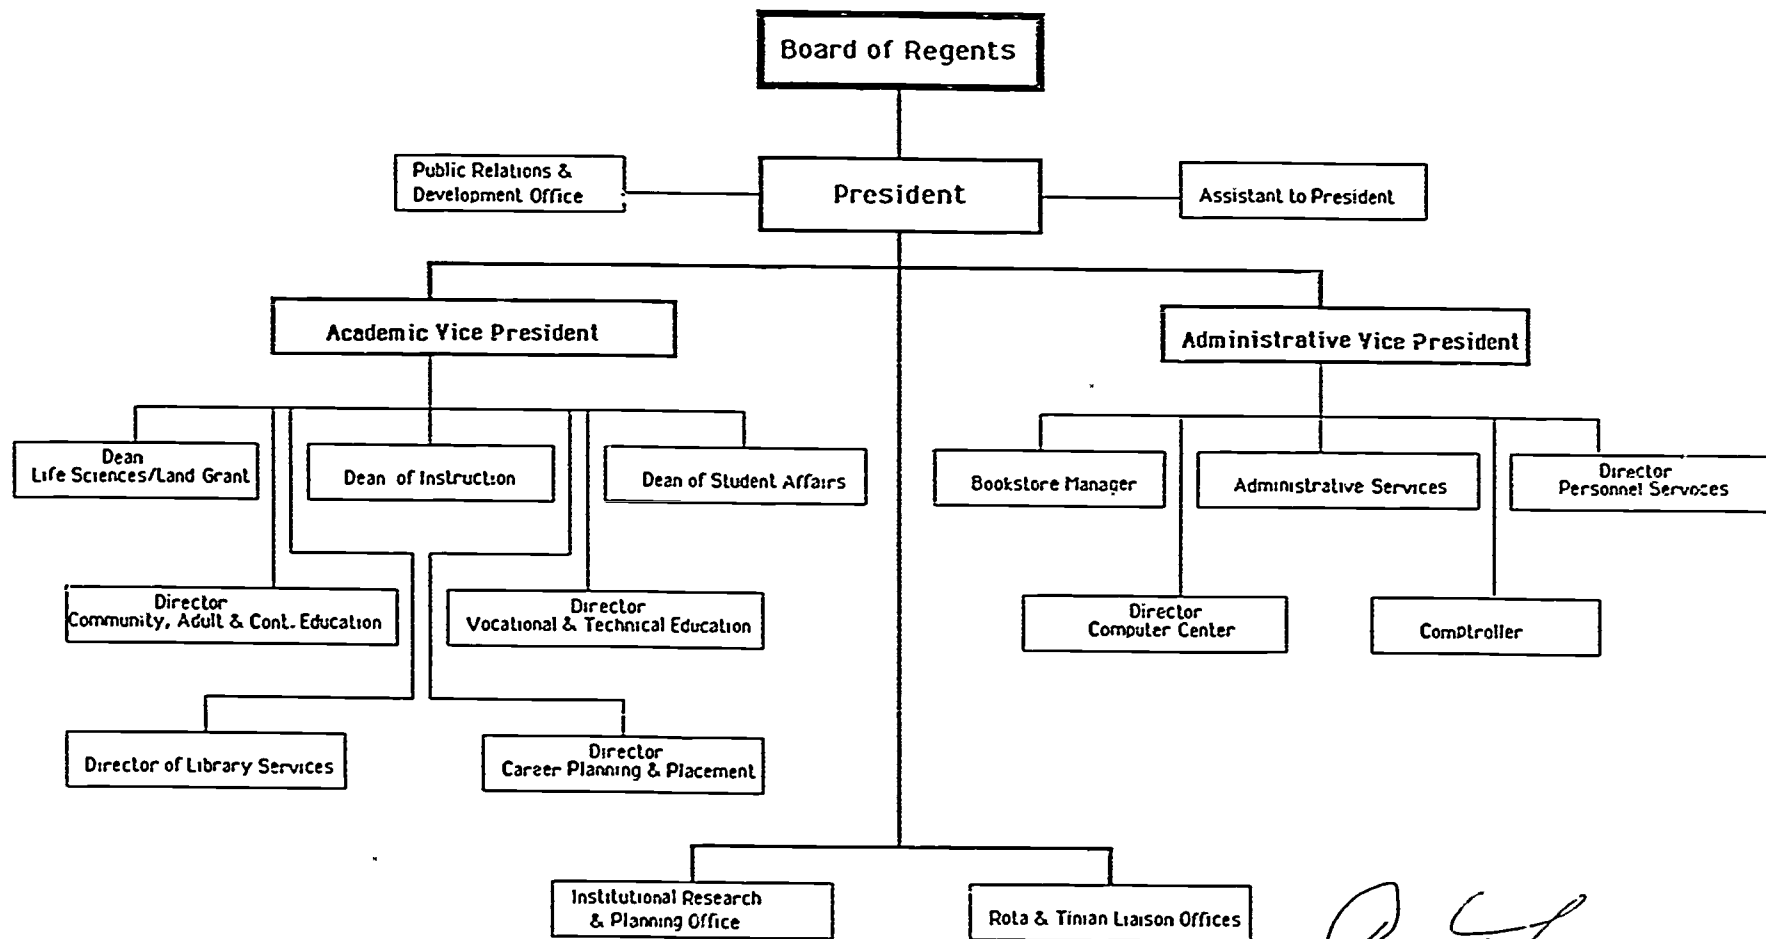 Board of Regents
Public Relations &
Development Office
President
Assistant to President
Academic Vice President
Administrative Vice President
Dean
Life Sciences/Land Grant
Dean of Instruction
Dean of Student Affairs
Bookstore Manager
Administrative Services
Director
Personnel Servoces
Director
Community, Adult & Cont. Education
Director
Vocational & Technical Education
Director
Computer Center
Comptroller
Director of Library Services
Director
Career Planning & Placement
Institutional Research
& Planning Office
Rota & Tinian Liaison Offices